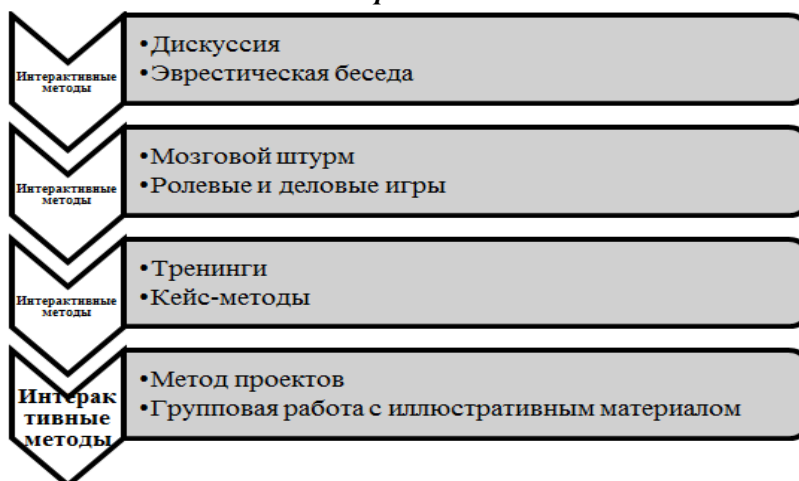 Интерактивные
методы
•Дискуссия
•Эврестическая беседа
Интерактивные
методы
•Мозговой штурм
•Ролевые и деловые игры
Интерактивные
методы
•Тренинги
•Кейс-методы
Интерак
тивные
методы
•Метод проектов
•Групповая работа с иллюстративным материалом